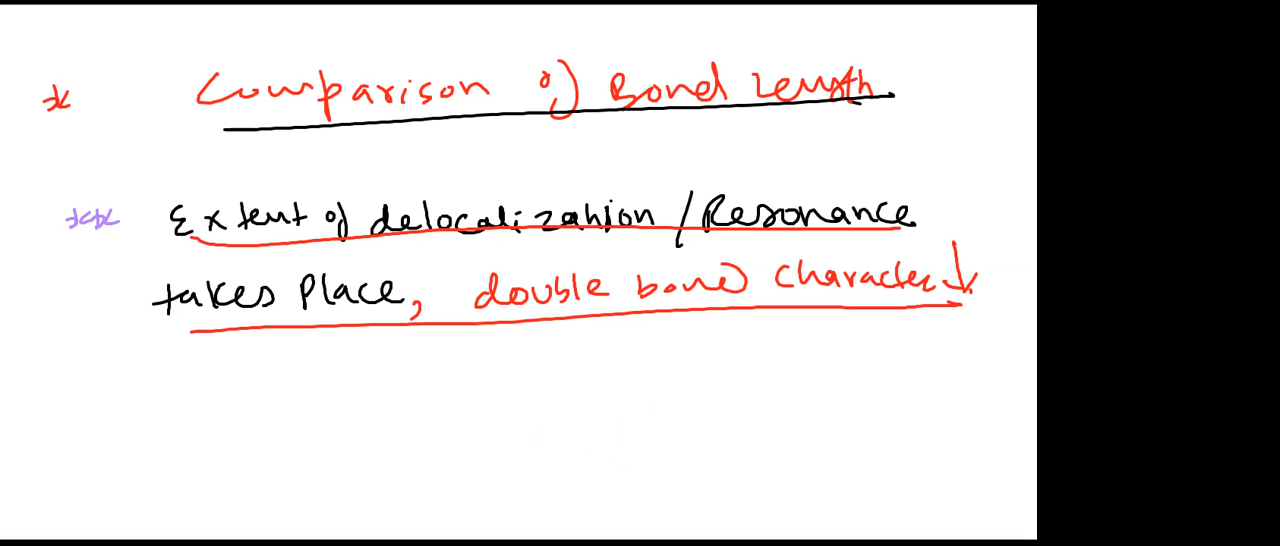 * Comparison of Bond Length.
** Extent of delocalization / Resonance
takes place, double bond character ↓